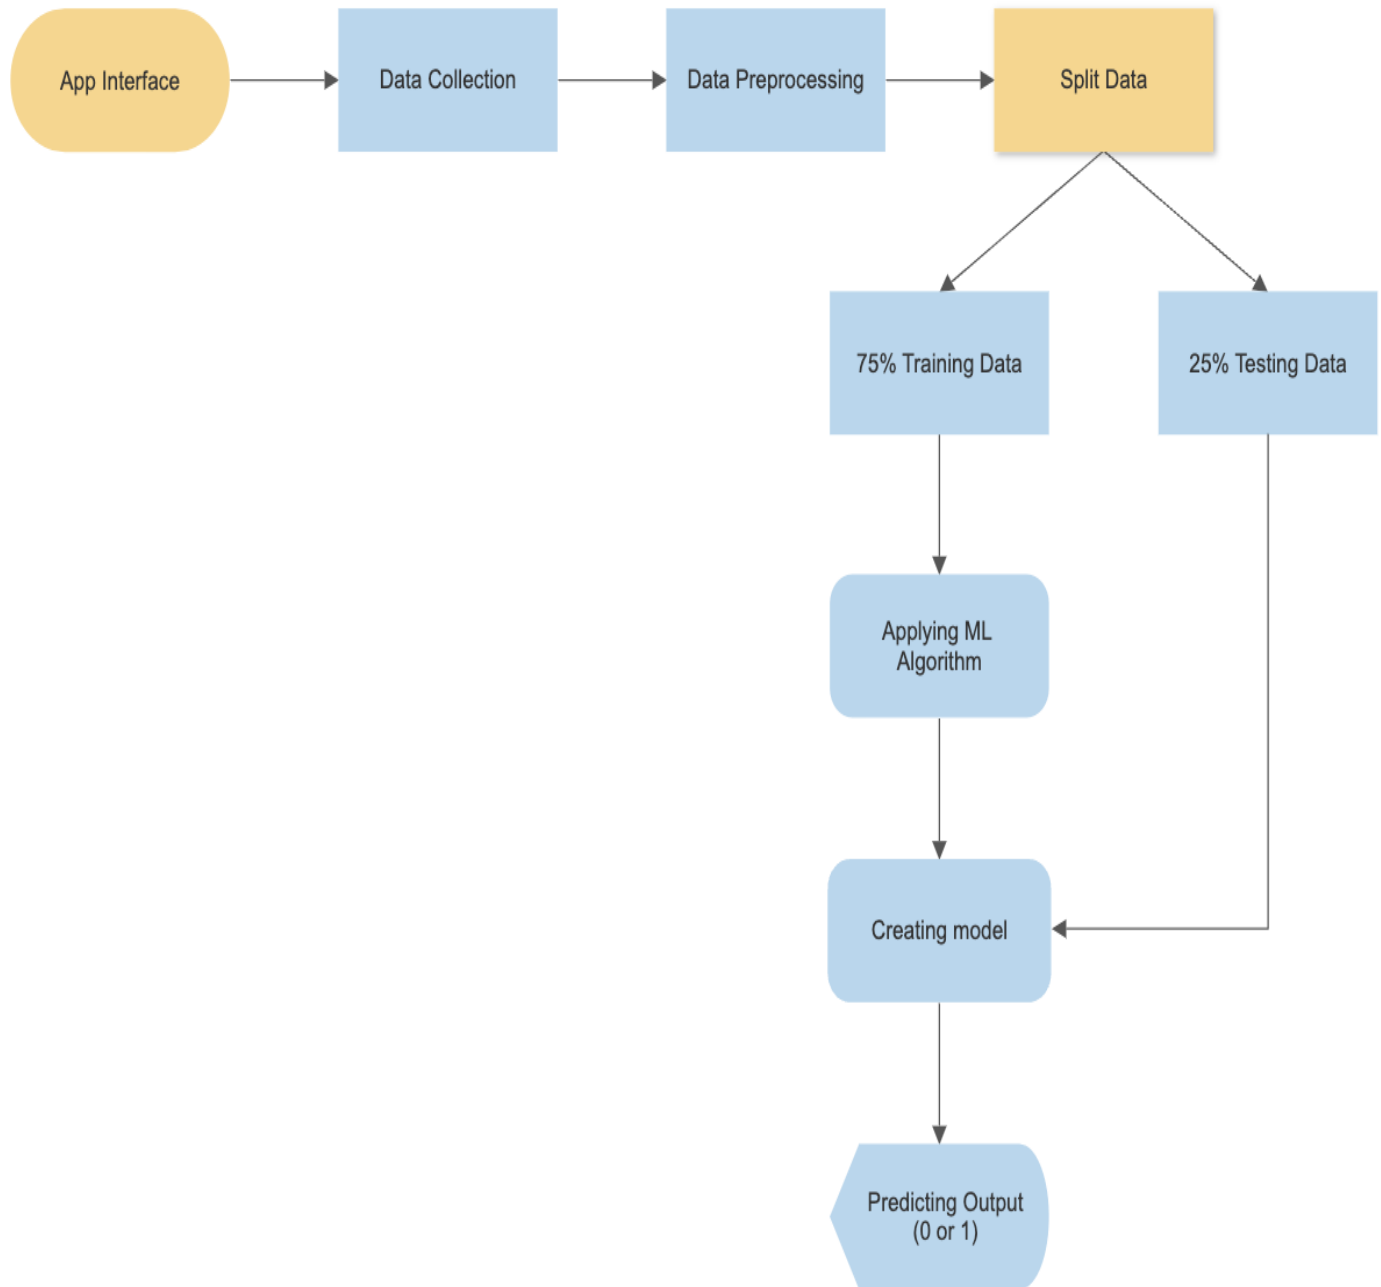 App Interface
Data Collection
Data Preprocessing
Split Data
75% Training Data
25% Testing Data
Applying ML
Algorithm
Creating model
Predicting Output
(0 or 1)